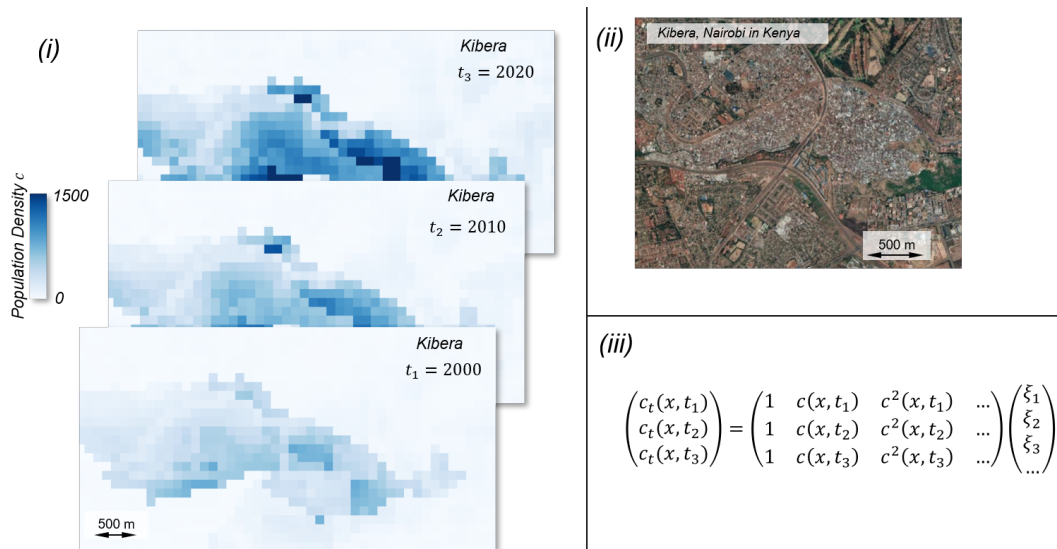 (i)
Kibera
t₃ = 2020
Population Density c
1500
0
Kibera
t₂ = 2010
Kibera
t₁ = 2000
500 m
(ii)
Kibera, Nairobi in Kenya
500 m
(iii)
(c_t(x, t₁)) = (1 c(x, t₁) c²(x, t₁) …) (ξ₁)
(c_t(x, t₂)) = (1 c(x, t₂) c²(x, t₂) …) (ξ₂)
(c_t(x, t₃)) = (1 c(x, t₃) c²(x, t₃) …) (ξ₃)
…